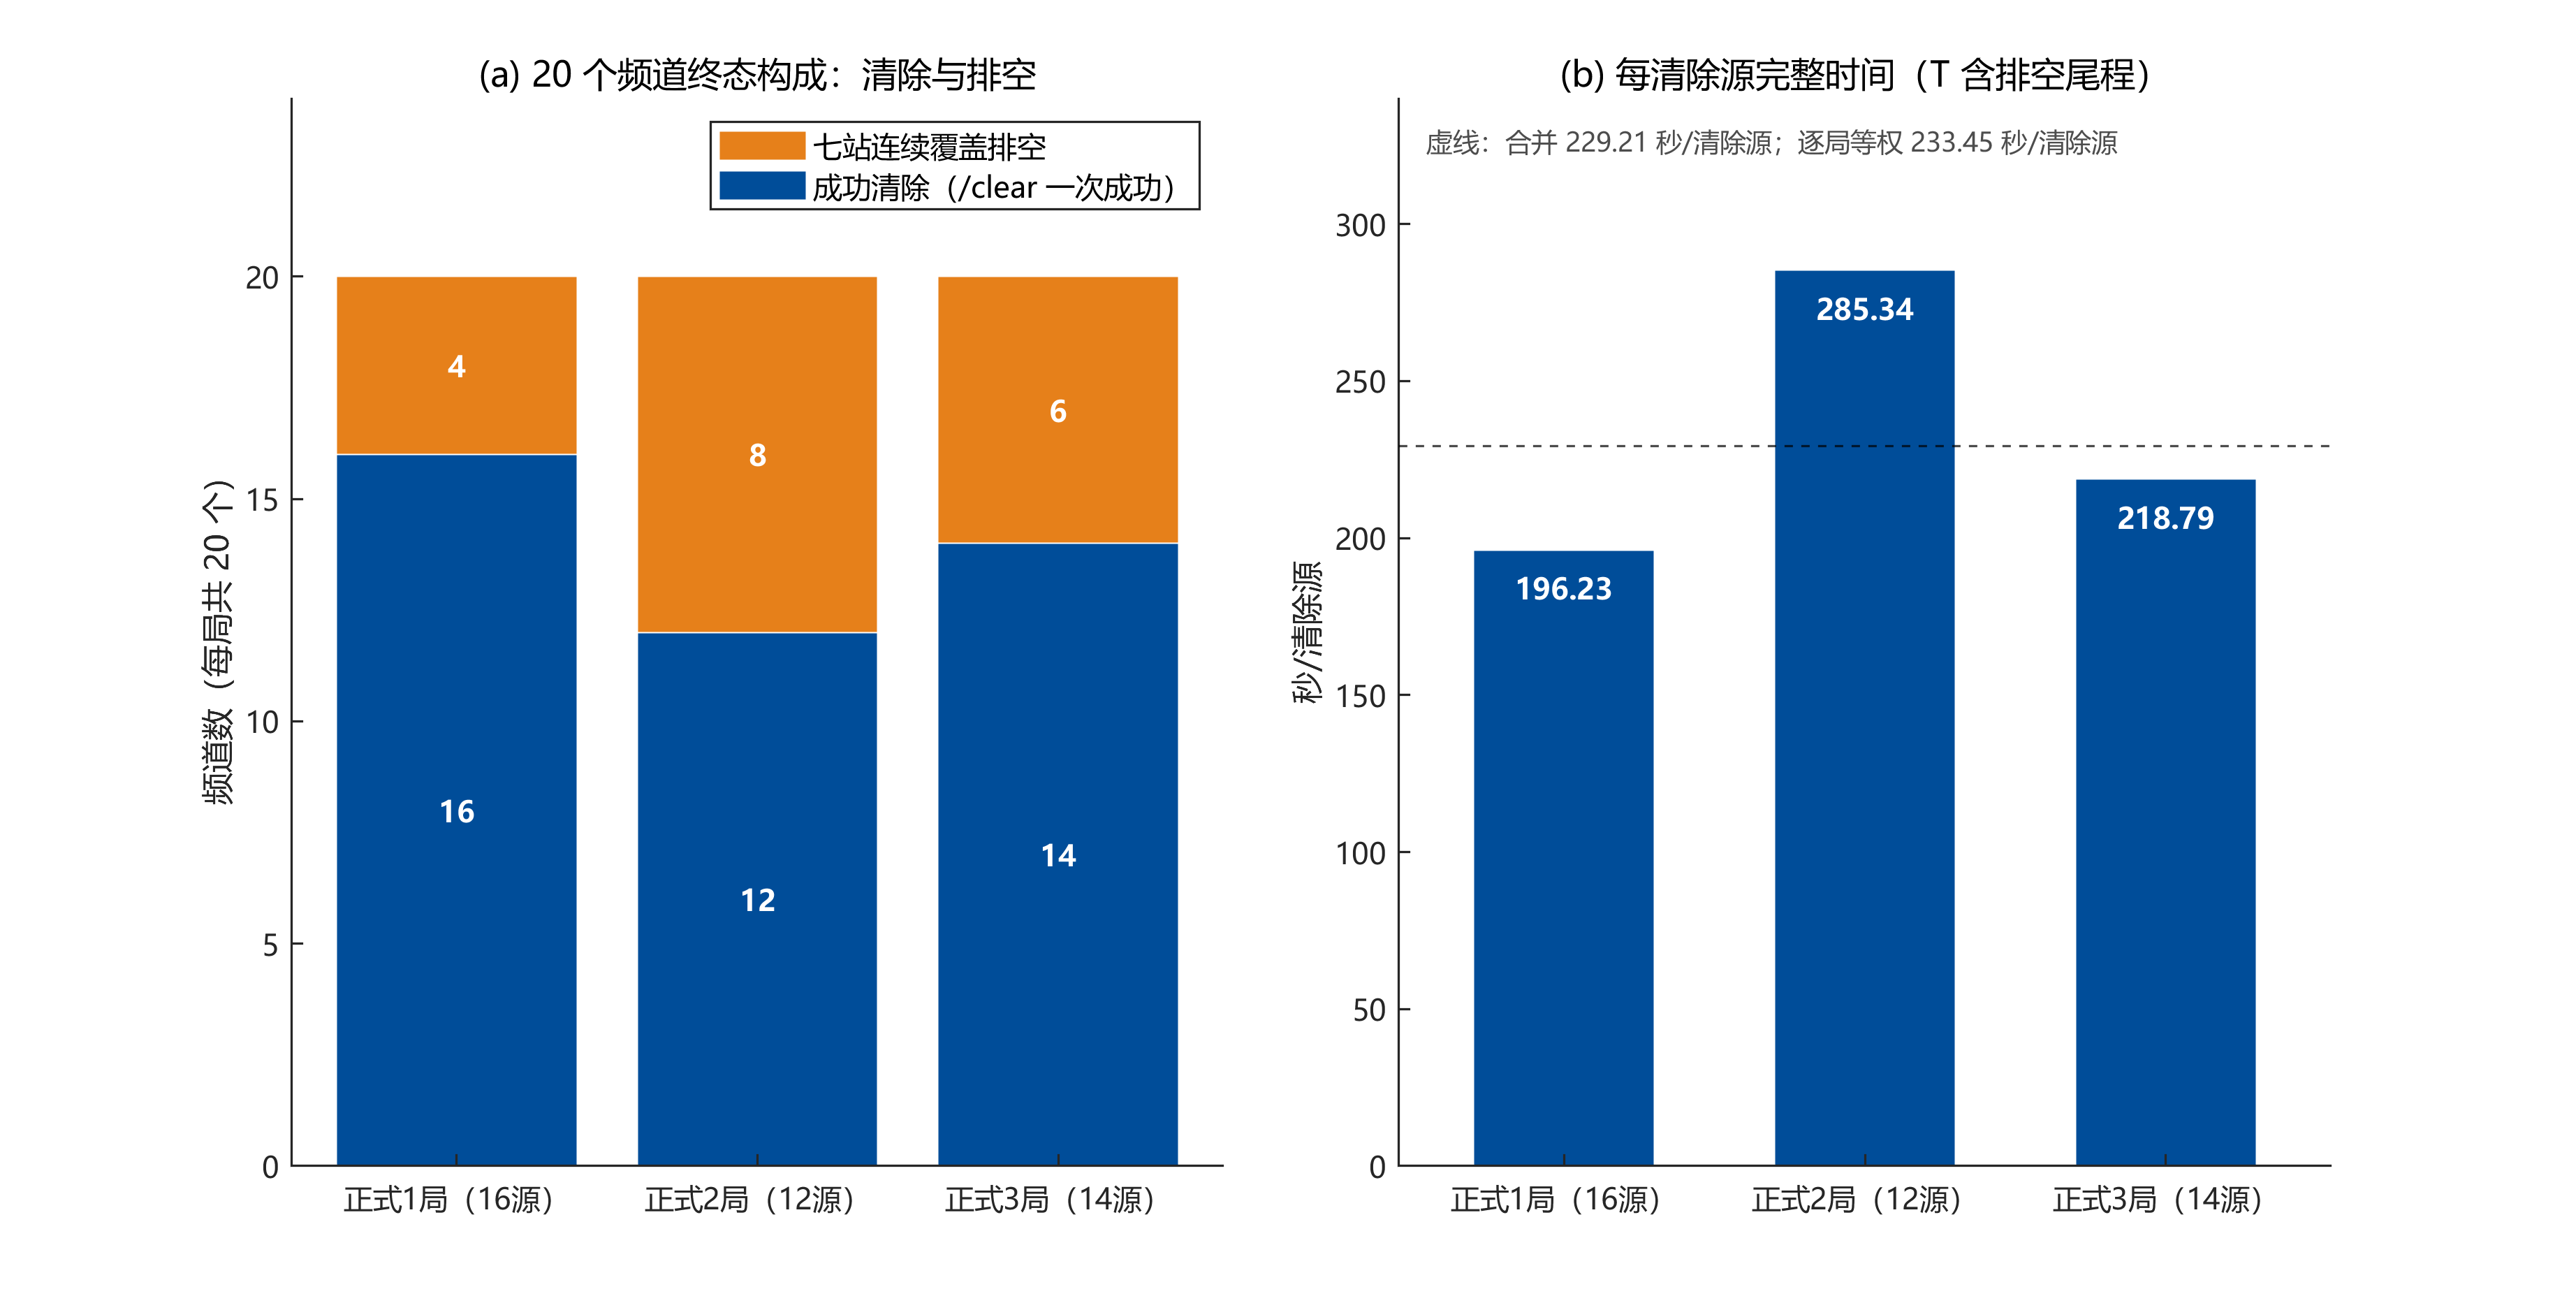 (a) 20 个频道终态构成：清除与排空
七站连续覆盖排空
成功清除（/clear 一次成功）
频道数（每局共 20 个）
20
15
10
5
0
4
8
6
16
12
14
正式1局（16源）
正式2局（12源）
正式3局（14源）
(b) 每清除源完整时间（T 含排空尾程）
虚线：合并 229.21 秒/清除源；逐局等权 233.45 秒/清除源
秒/清除源
300
250
200
150
100
50
0
196.23
285.34
218.79
正式1局（16源）
正式2局（12源）
正式3局（14源）